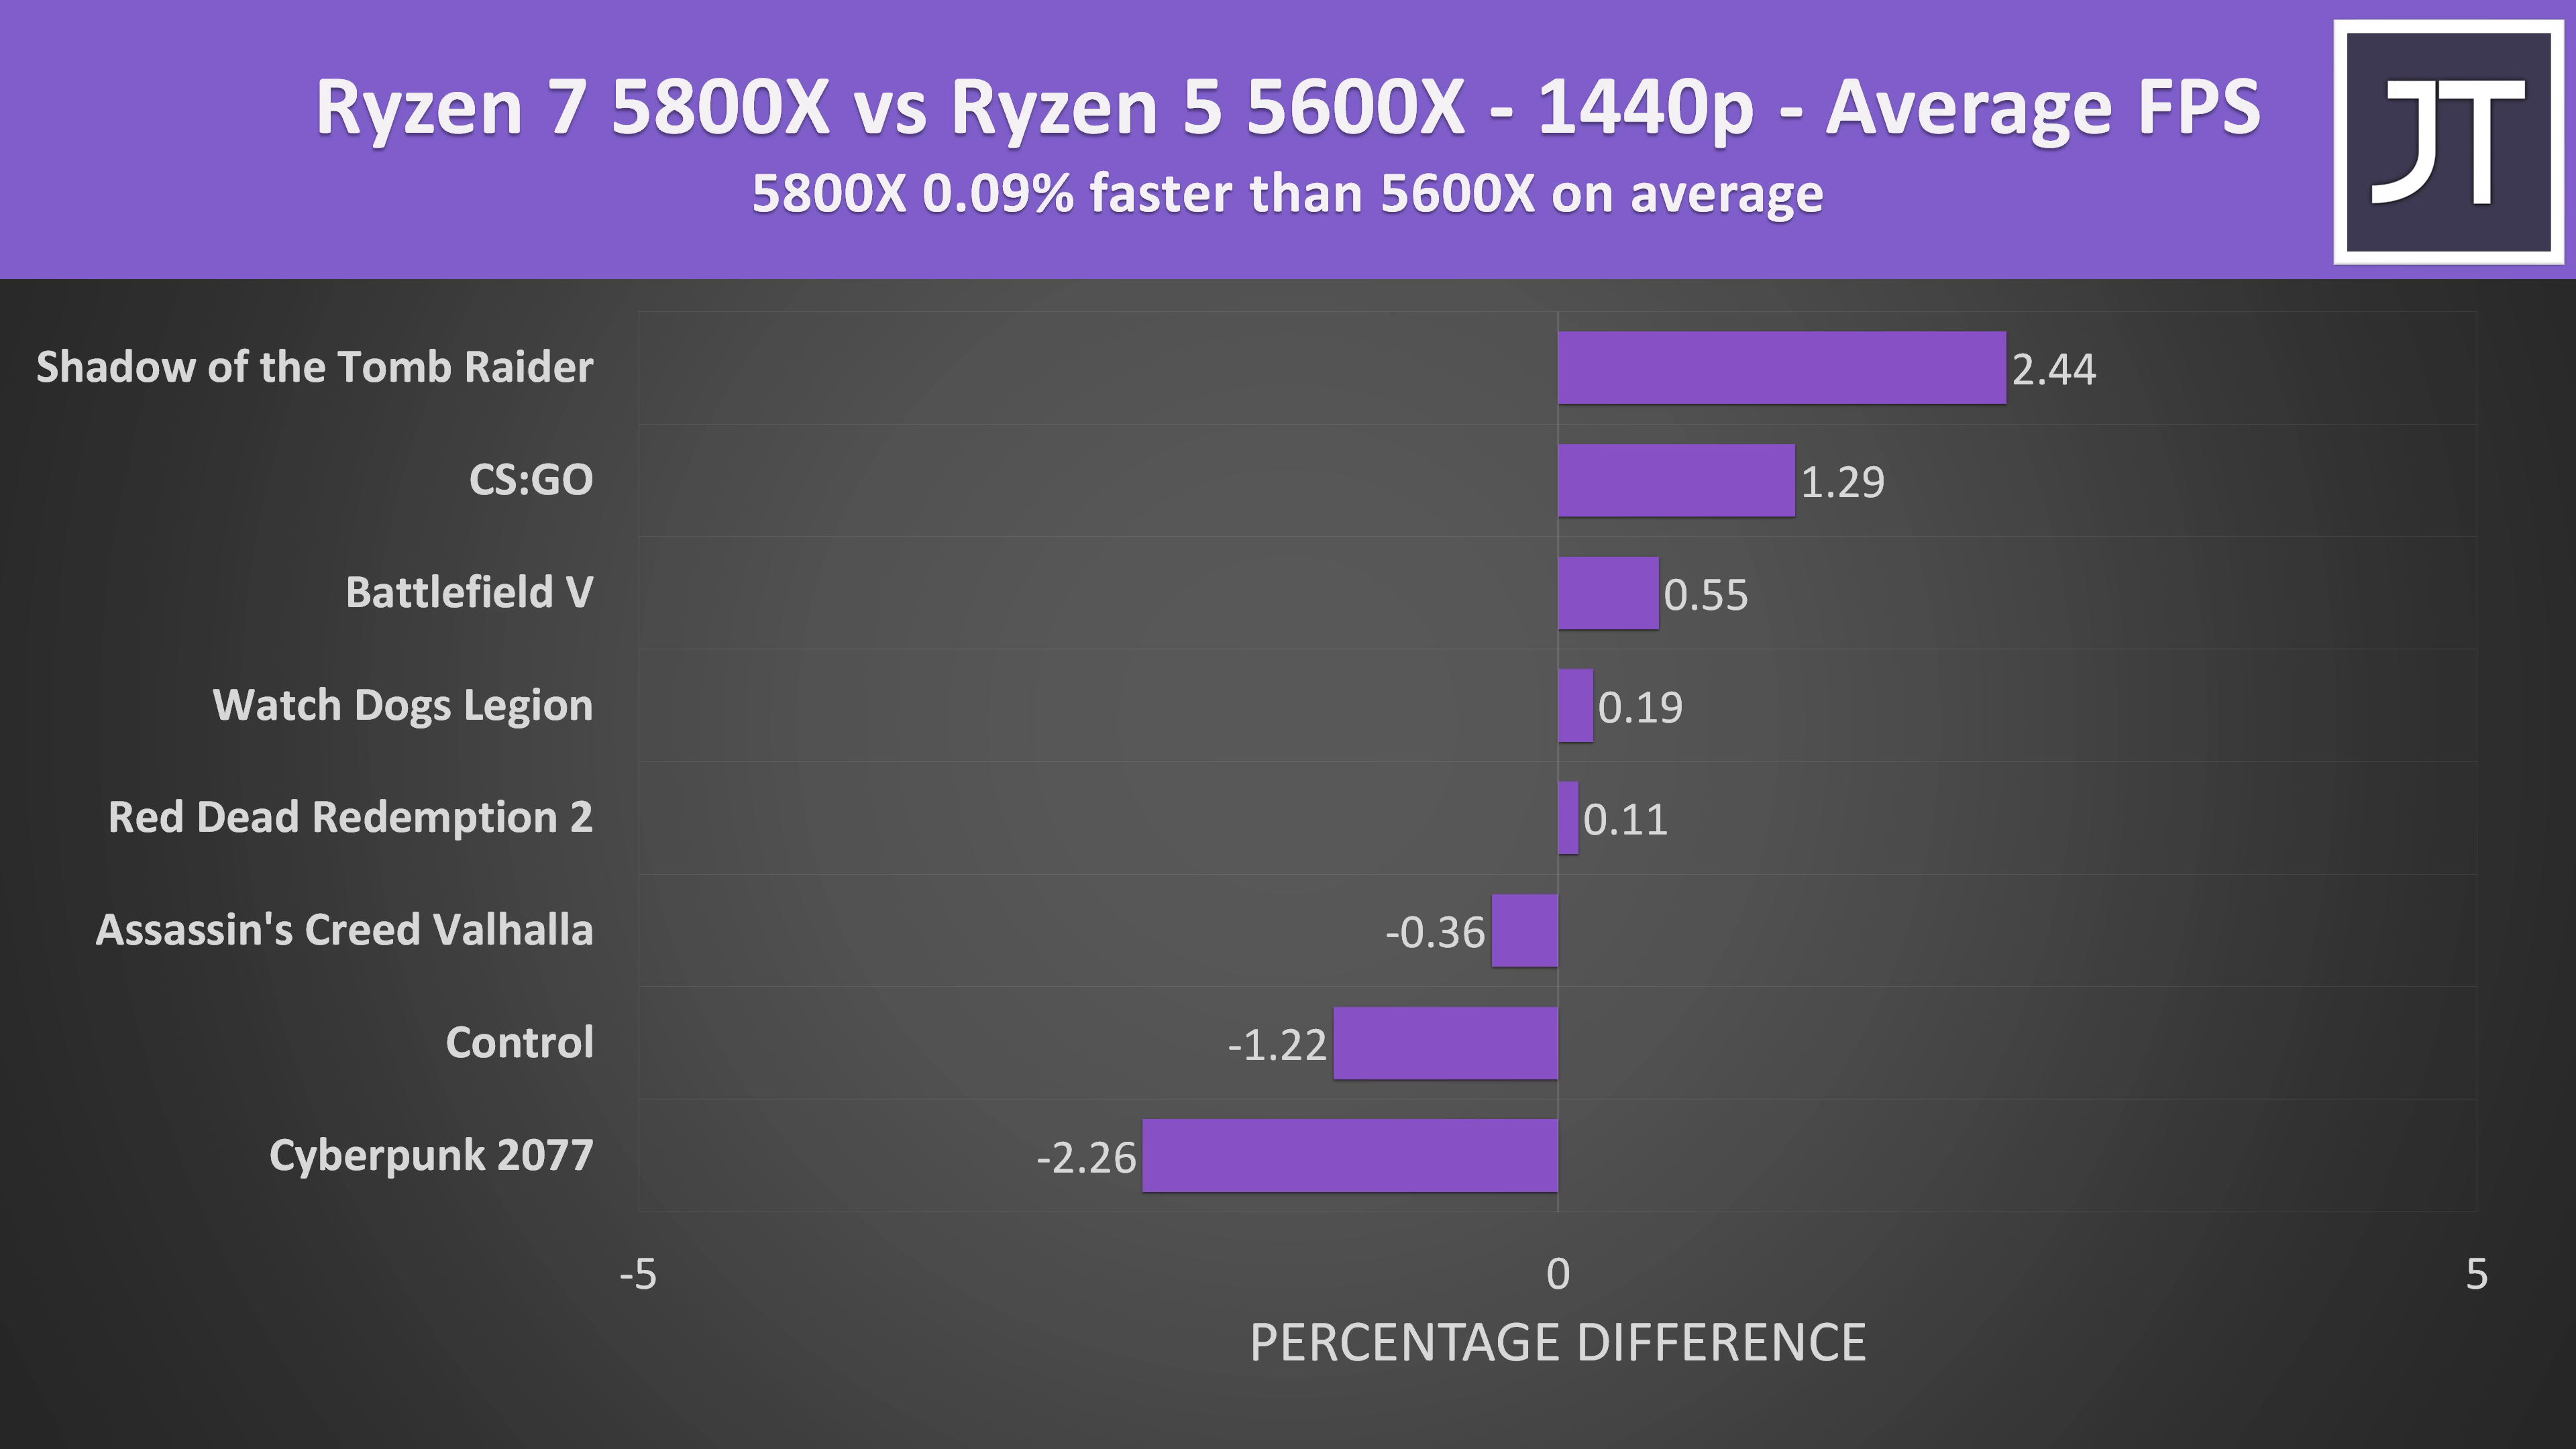 Ryzen 7 5800X vs Ryzen 5 5600X - 1440p - Average FPS
5800X 0.09% faster than 5600X on average
JT
Shadow of the Tomb Raider
2.44
CS:GO
1.29
Battlefield V
0.55
Watch Dogs Legion
0.19
Red Dead Redemption 2
0.11
Assassin's Creed Valhalla
-0.36
Control
-1.22
Cyberpunk 2077
-2.26
-5
0
5
PERCENTAGE DIFFERENCE